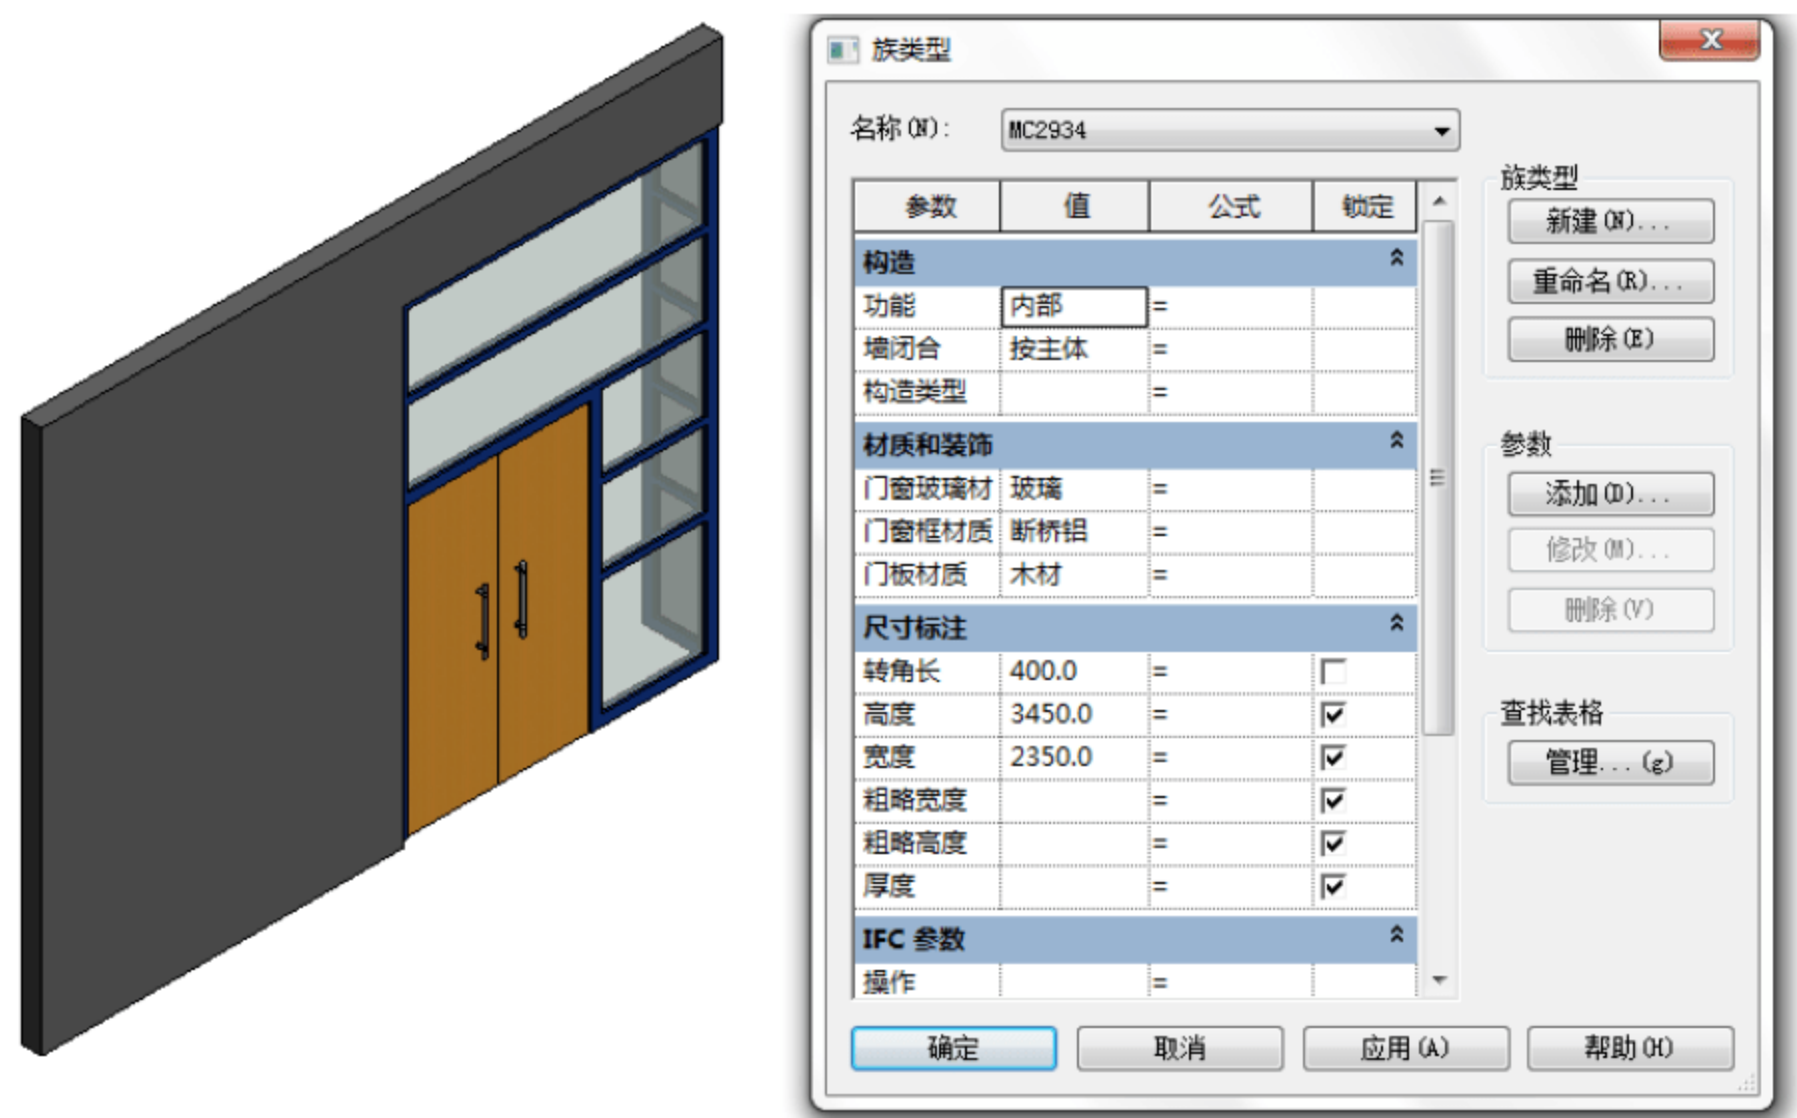 族类型
名称(N):
MC2934
参数 值 公式 锁定
构造
功能 内部 =
墙闭合 按主体 =
构造类型 =
材质和装饰
门窗玻璃材 玻璃 =
门窗框材质 断桥铝 =
门板材质 木材 =
尺寸标注
转角长 400.0 =
高度 3450.0 =
宽度 2350.0 =
粗略宽度 =
粗略高度 =
厚度 =
IFC 参数
操作 =
族类型
新建(N)...
重命名(R)...
删除(E)
参数
添加(D)...
修改(M)...
删除(V)
查找表格
管理...(g)
确定 取消 应用(A) 帮助(H)